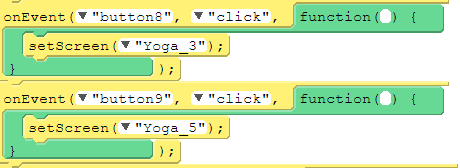 onEvent(▼"button8", ▼"click", function( ) {
setScreen(▼"Yoga_3");
} );
onEvent(▼"button9", ▼"click", function( ) {
setScreen(▼"Yoga_5");
} );